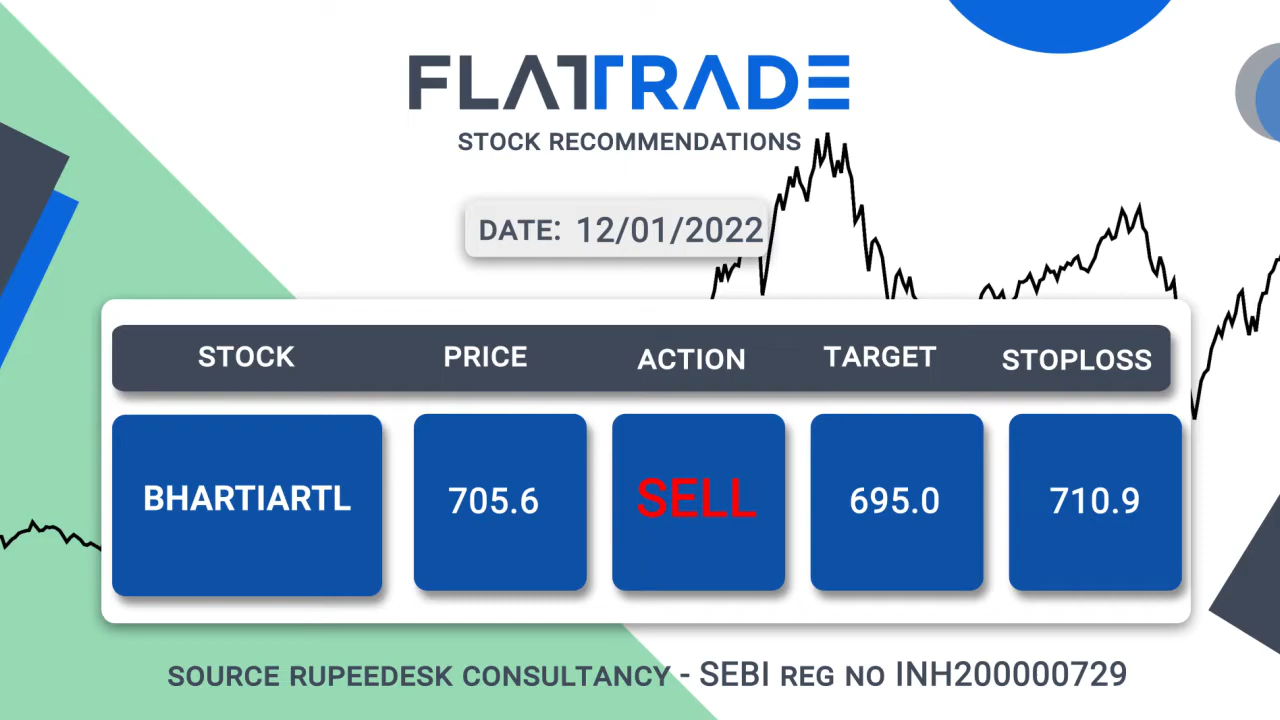 FLATTRADE
STOCK RECOMMENDATIONS
DATE: 12/01/2022
STOCK PRICE ACTION TARGET STOPLOSS
BHARTIARTL 705.6 SELL 695.0 710.9
SOURCE RUPEEDESK CONSULTANCY - SEBI REG NO INH200000729